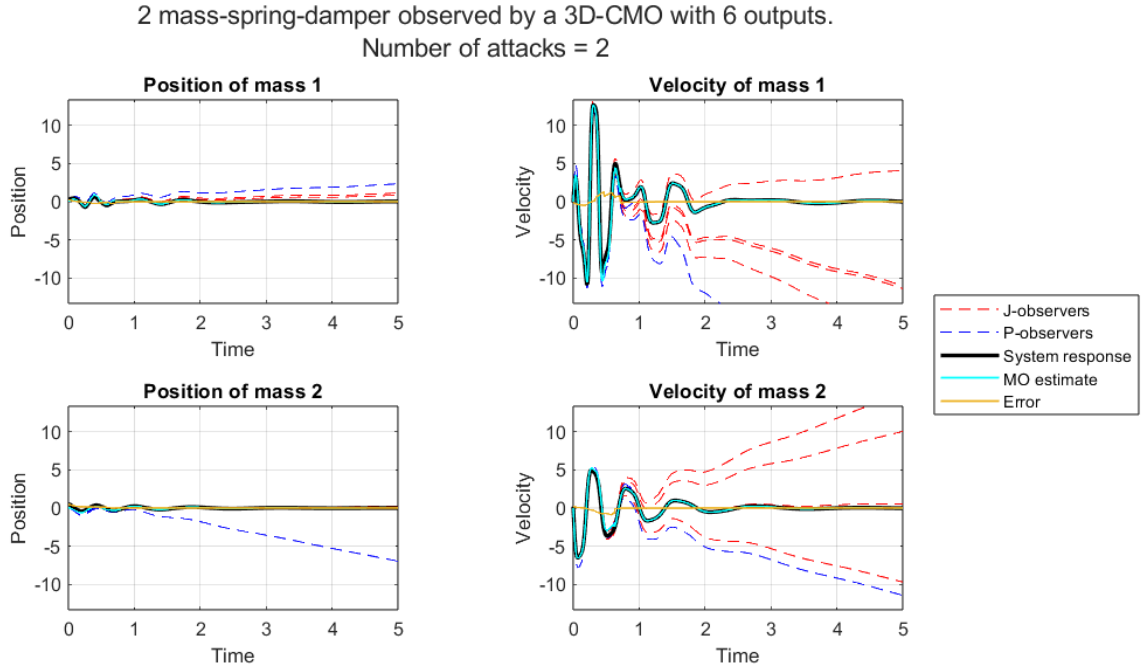 2 mass-spring-damper observed by a 3D-CMO with 6 outputs.
Number of attacks = 2
Position of mass 1
Position
10
5
0
-5
-10
0 1 2 3 4 5
Time
Velocity of mass 1
Velocity
10
5
0
-5
-10
0 1 2 3 4 5
Time
Position of mass 2
Position
10
5
0
-5
-10
0 1 2 3 4 5
Time
Velocity of mass 2
Velocity
10
5
0
-5
-10
0 1 2 3 4 5
Time
J-observers
P-observers
System response
MO estimate
Error